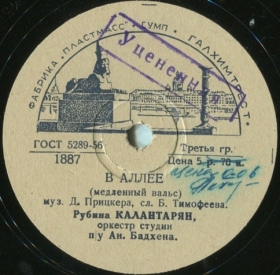 ФАБРИКА „ПЛАСТМАСС" ГУМП • ГАЛХИМТРЕСТ.
Уцененная
ГОСТ 5289-56
Третья гр.
1887
Цена 5 р. 70 к.
В АЛЛЕЕ
(медленный вальс)
муз. Д. Прицкера, сл. Б. Тимофеева.
Рубина КАЛАНТАРЯН,
оркестр студии
п/у Ан. Бадхена.